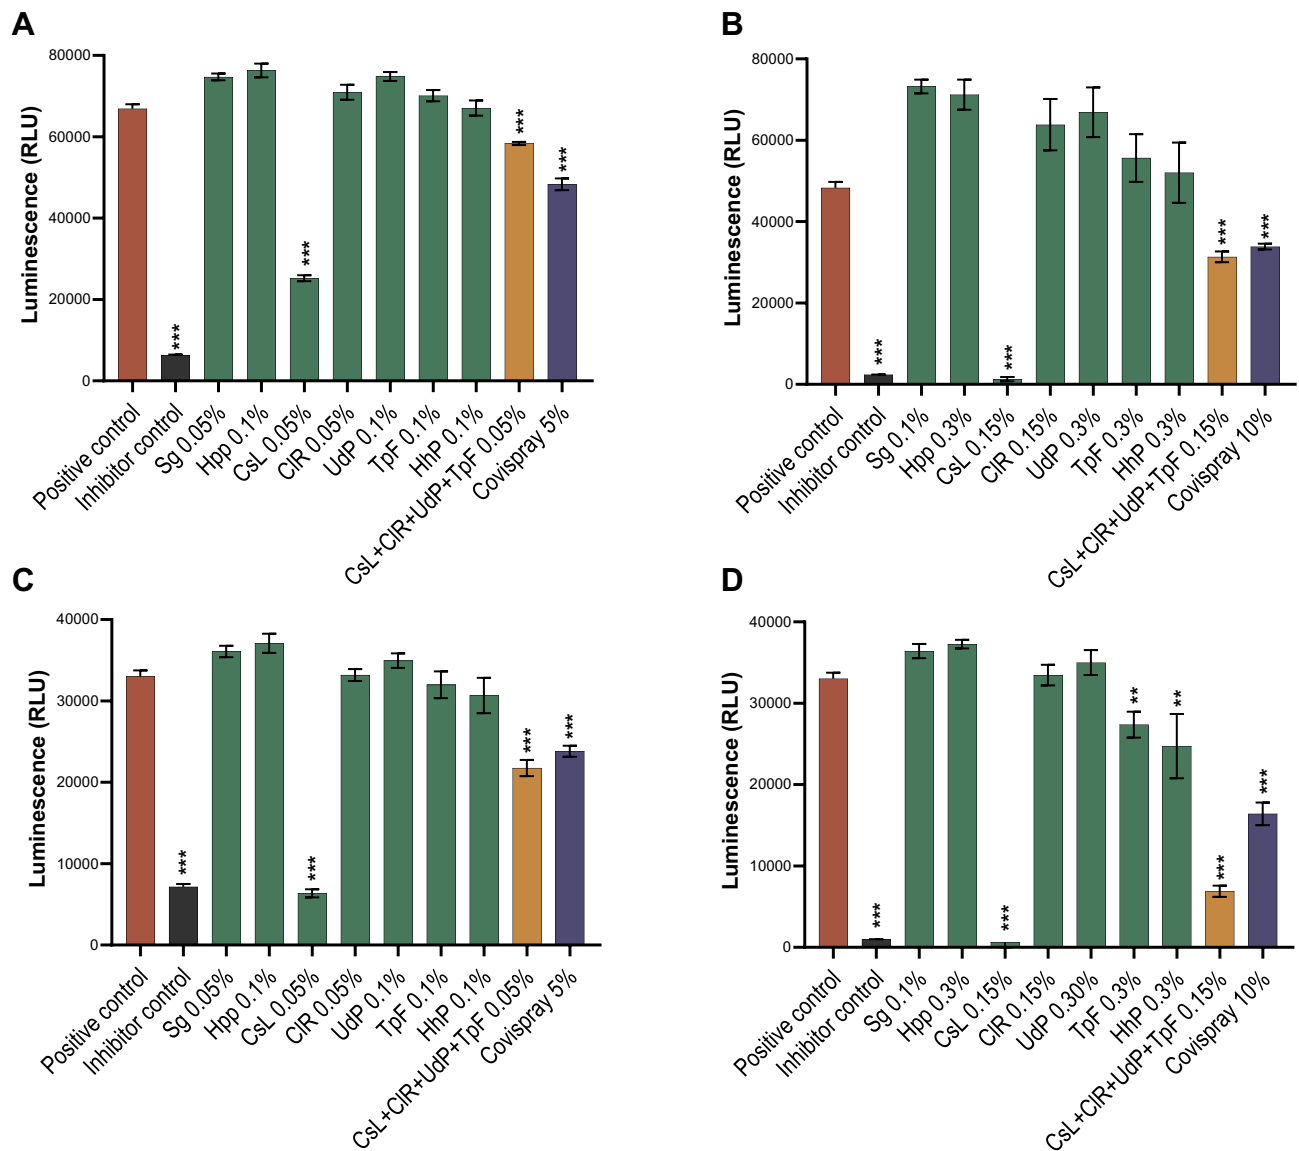 A
Luminescence (RLU)
80000
60000
40000
20000
0
***
***
***
***
Positive control
Inhibitor control
Sg 0.05%
Hpp 0.1%
CsL 0.05%
ClR 0.05%
UdP 0.1%
TpF 0.1%
HhP 0.1%
CsL+ClR+UdP+TpF 0.05%
Covispray 5%
B
Luminescence (RLU)
80000
60000
40000
20000
0
***
***
***
***
Positive control
Inhibitor control
Sg 0.1%
Hpp 0.3%
CsL 0.15%
ClR 0.15%
UdP 0.3%
TpF 0.3%
HhP 0.3%
CsL+ClR+UdP+TpF 0.15%
Covispray 10%
C
Luminescence (RLU)
40000
30000
20000
10000
0
***
***
***
***
Positive control
Inhibitor control
Sg 0.05%
Hpp 0.1%
CsL 0.05%
ClR 0.05%
UdP 0.1%
TpF 0.1%
HhP 0.1%
CsL+ClR+UdP+TpF 0.05%
Covispray 5%
D
Luminescence (RLU)
40000
30000
20000
10000
0
***
***
**
**
***
***
Positive control
Inhibitor control
Sg 0.1%
Hpp 0.3%
CsL 0.15%
ClR 0.15%
UdP 0.30%
TpF 0.3%
HhP 0.3%
CsL+ClR+UdP+TpF 0.15%
Covispray 10%